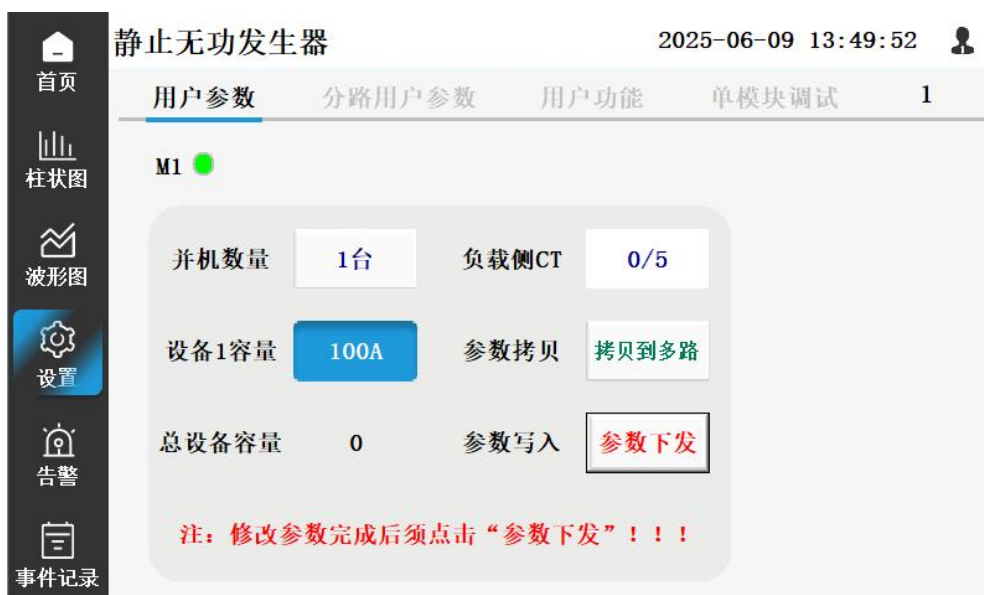 静止无功发生器 2025-06-09 13:49:52
首页
用户参数 分路用户参数 用户功能 单模块调试 1
柱状图
M1
波形图
并机数量 1台 负载侧CT 0/5
设置
设备1容量 100A 参数拷贝 拷贝到多路
告警
总设备容量 0 参数写入 参数下发
注：修改参数完成后须点击“参数下发”！！！
事件记录